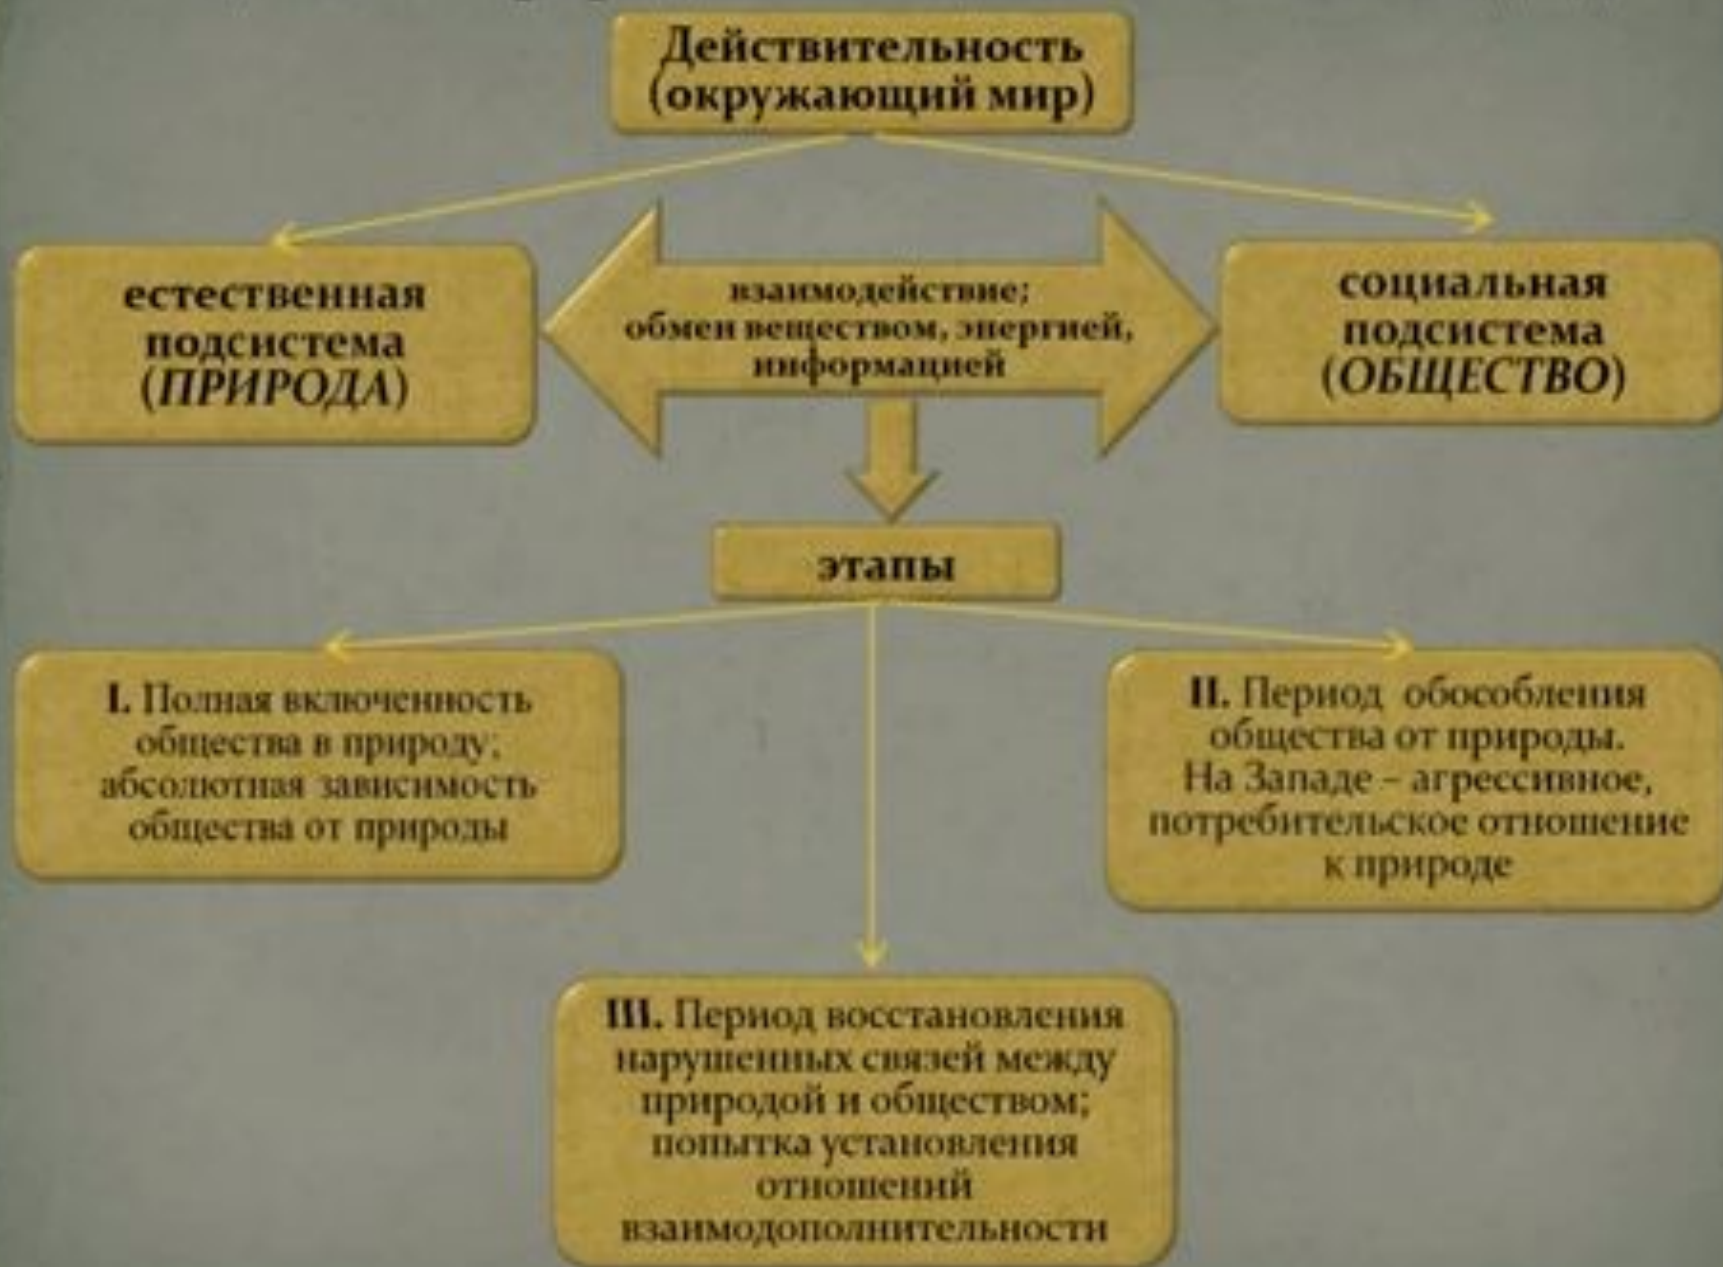 Действительность
(окружающий мир)
естественная
подсистема
(ПРИРОДА)
взаимодействие;
обмен веществом, энергией,
информацией
социальная
подсистема
(ОБЩЕСТВО)
этапы
I. Полная включенность
общества в природу;
абсолютная зависимость
общества от природы
II. Период обособления
общества от природы.
На Западе – агрессивное,
потребительское отношение
к природе
III. Период восстановления
нарушенных связей между
природой и обществом;
попытка установления
отношений
взаимодополнительности